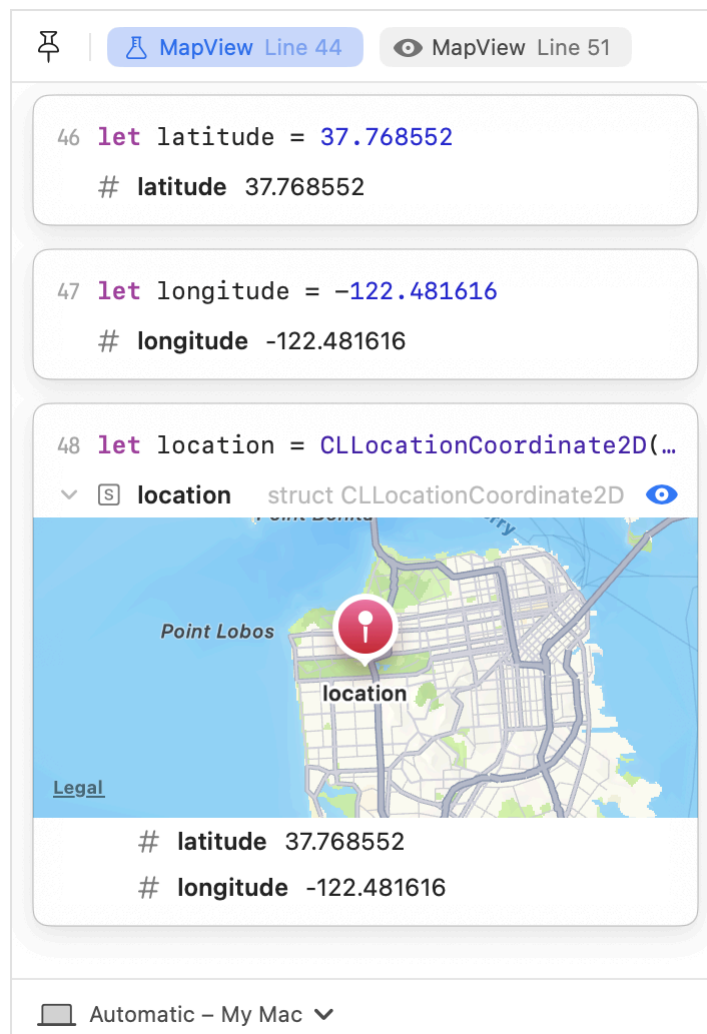 MapView Line 44 MapView Line 51
46 let latitude = 37.768552
# latitude 37.768552
47 let longitude = -122.481616
# longitude -122.481616
48 let location = CLLocationCoordinate2D(…
S location struct CLLocationCoordinate2D
Point Bonita
Point Lobos
location
Legal
# latitude 37.768552
# longitude -122.481616
Automatic – My Mac